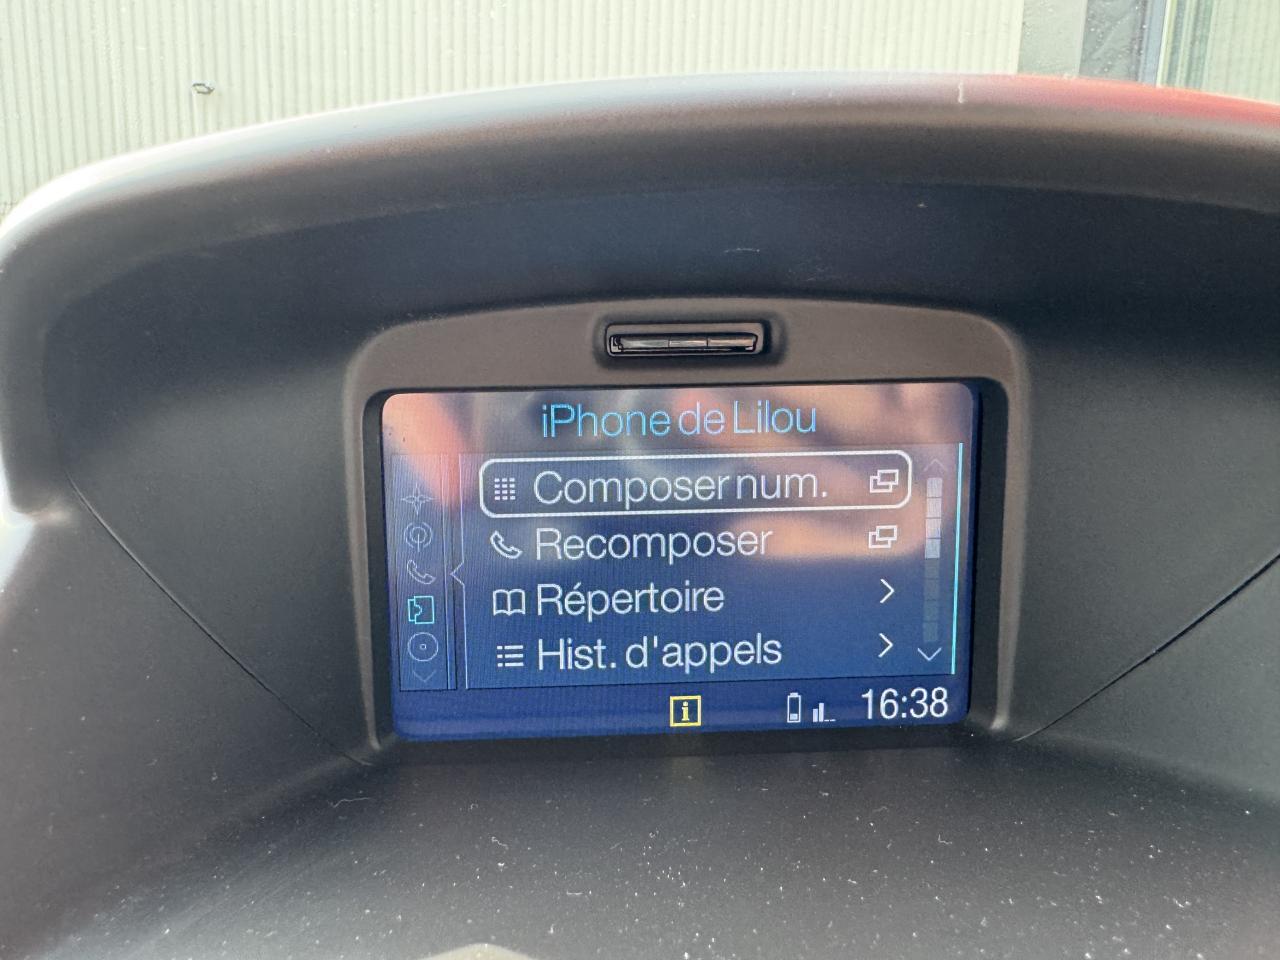 iPhone de Lilou
Composer num.
Recomposer
Répertoire
Hist. d'appels
i 16:38